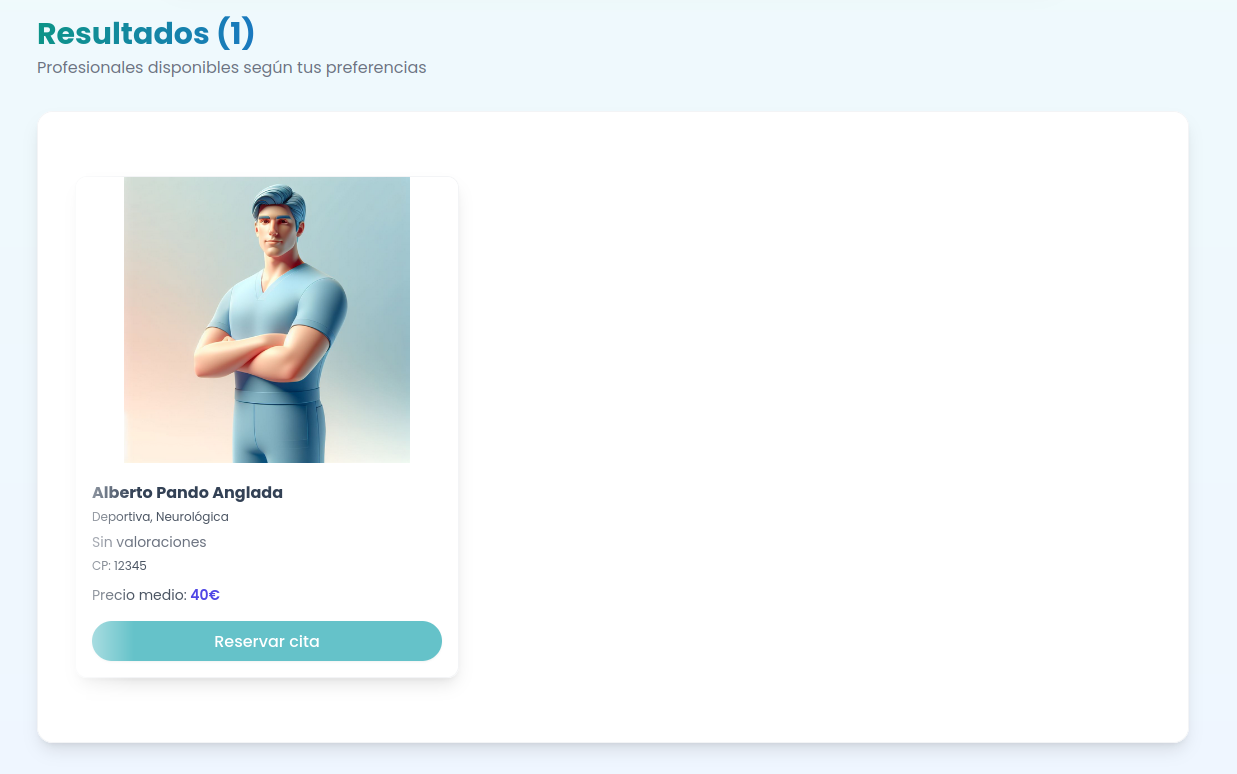 Resultados (1)
Profesionales disponibles según tus preferencias
Alberto Pando Anglada
Deportiva, Neurológica
Sin valoraciones
CP: 12345
Precio medio: 40€
Reservar cita